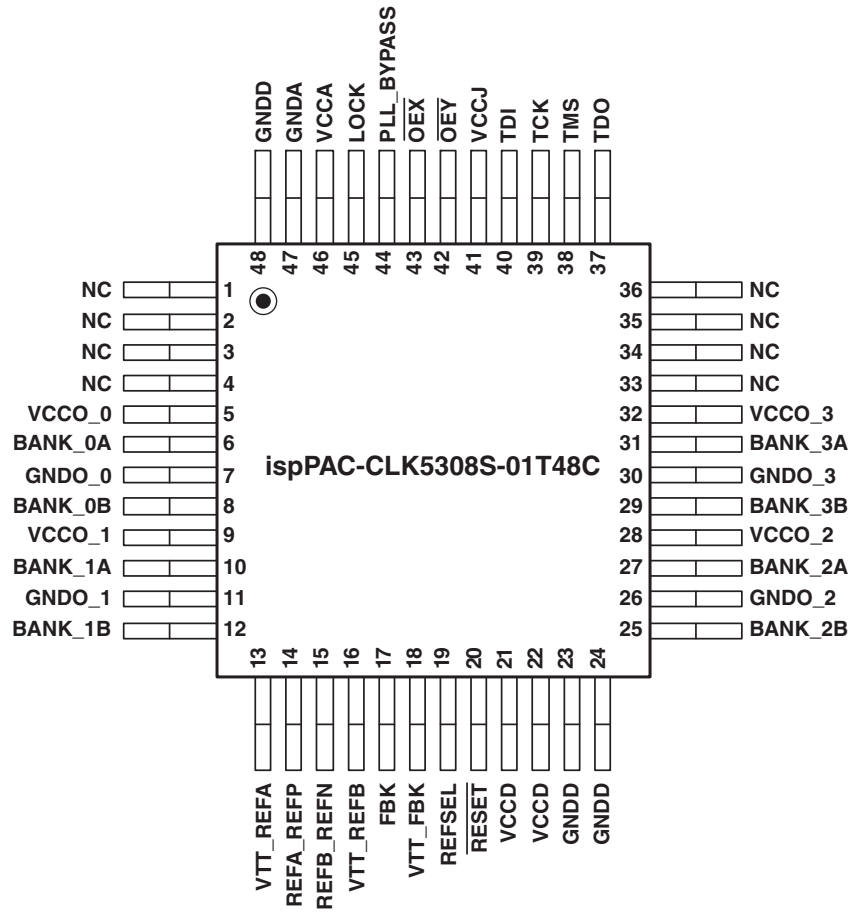 GNDD
GNDA
VCCA
LOCK
PLL_BYPASS
OEX
OEY
VCCJ
TDI
TCK
TMS
TDO
48
47
46
45
44
43
42
41
40
39
38
37
NC 1
NC 2
NC 3
NC 4
VCCO_0 5
BANK_0A 6
GNDO_0 7
BANK_0B 8
VCCO_1 9
BANK_1A 10
GNDO_1 11
BANK_1B 12
ispPAC-CLK5308S-01T48C
36 NC
35 NC
34 NC
33 NC
32 VCCO_3
31 BANK_3A
30 GNDO_3
29 BANK_3B
28 VCCO_2
27 BANK_2A
26 GNDO_2
25 BANK_2B
13
14
15
16
17
18
19
20
21
22
23
24
VTT_REFA
REFA_REFP
REFB_REFN
VTT_REFB
FBK
VTT_FBK
REFSEL
RESET
VCCD
VCCD
GNDD
GNDD